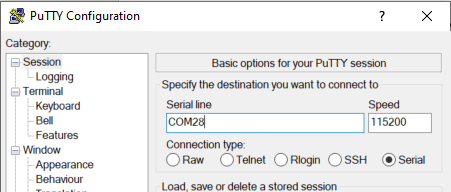 PuTTY Configuration
Category:
Session
Logging
Terminal
Keyboard
Bell
Features
Window
Appearance
Behaviour
Basic options for your PuTTY session
Specify the destination you want to connect to
Serial line Speed
COM28 115200
Connection type:
Raw Telnet Rlogin SSH Serial
Load, save or delete a stored session